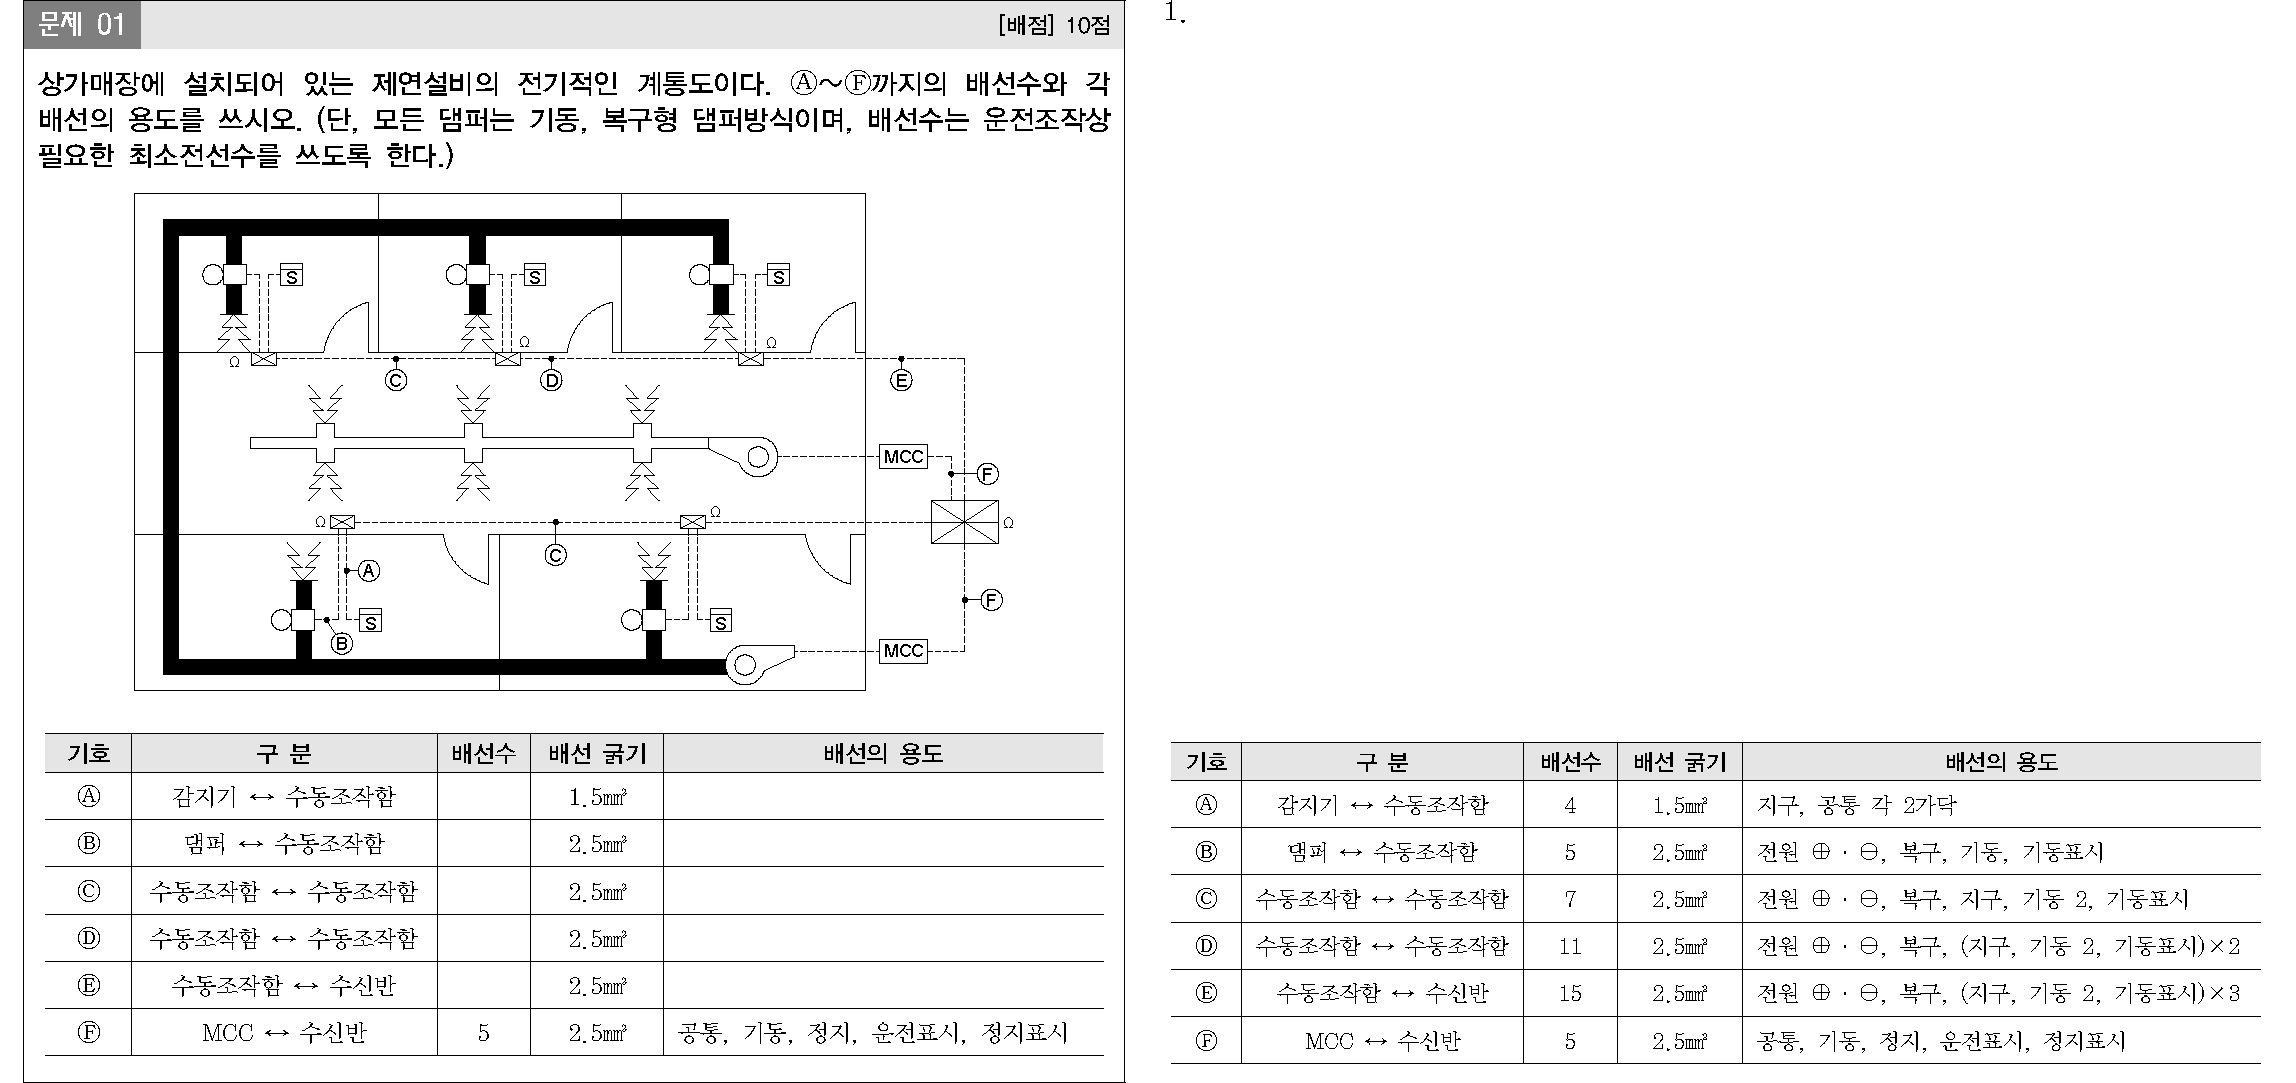 문제 01
[배점] 10점
상가매장에 설치되어 있는 제연설비의 전기적인 계통도이다. Ⓐ~Ⓕ까지의 배선수와 각
배선의 용도를 쓰시오. (단, 모든 댐퍼는 기동, 복구형 댐퍼방식이며, 배선수는 운전조작상
필요한 최소전선수를 쓰도록 한다.)
S S S
Ω Ω Ω
Ⓒ Ⓓ Ⓔ
MCC
Ⓕ
Ω Ω Ω
Ⓒ
Ⓐ
Ⓕ
S S
Ⓑ
MCC
기호 구 분 배선수 배선 굵기 배선의 용도
Ⓐ 감지기 ↔ 수동조작함 1.5㎟
Ⓑ 댐퍼 ↔ 수동조작함 2.5㎟
Ⓒ 수동조작함 ↔ 수동조작함 2.5㎟
Ⓓ 수동조작함 ↔ 수동조작함 2.5㎟
Ⓔ 수동조작함 ↔ 수신반 2.5㎟
Ⓕ MCC ↔ 수신반 5 2.5㎟ 공통, 기동, 정지, 운전표시, 정지표시
1.
기호 구 분 배선수 배선 굵기 배선의 용도
Ⓐ 감지기 ↔ 수동조작함 4 1.5㎟ 지구, 공통 각 2가닥
Ⓑ 댐퍼 ↔ 수동조작함 5 2.5㎟ 전원 ⊕ · ⊖, 복구, 기동, 기동표시
Ⓒ 수동조작함 ↔ 수동조작함 7 2.5㎟ 전원 ⊕ · ⊖, 복구, 지구, 기동 2, 기동표시
Ⓓ 수동조작함 ↔ 수동조작함 11 2.5㎟ 전원 ⊕ · ⊖, 복구, (지구, 기동 2, 기동표시)×2
Ⓔ 수동조작함 ↔ 수신반 15 2.5㎟ 전원 ⊕ · ⊖, 복구, (지구, 기동 2, 기동표시)×3
Ⓕ MCC ↔ 수신반 5 2.5㎟ 공통, 기동, 정지, 운전표시, 정지표시